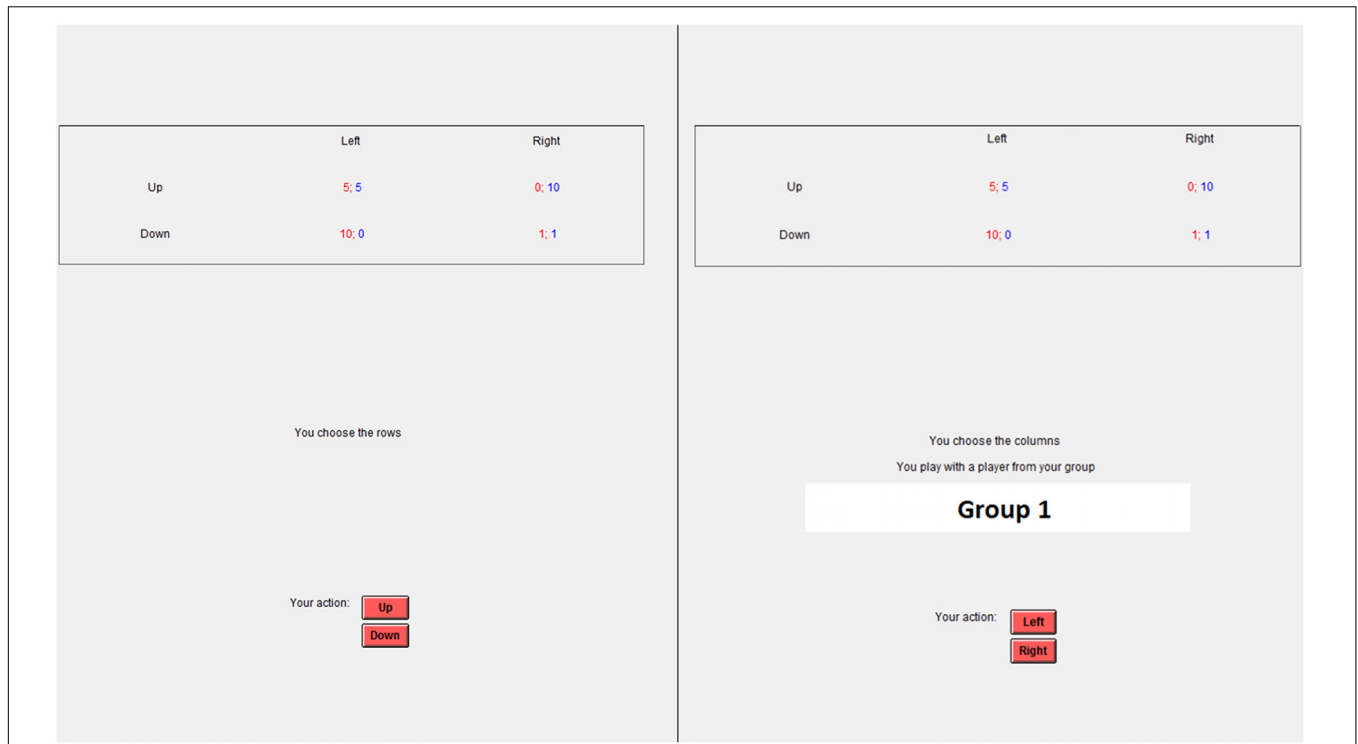 Left Right
Up 5; 5 0; 10
Down 10; 0 1; 1
You choose the rows
Your action: Up
Down
Left Right
Up 5; 5 0; 10
Down 10; 0 1; 1
You choose the columns
You play with a player from your group
Group 1
Your action: Left
Right